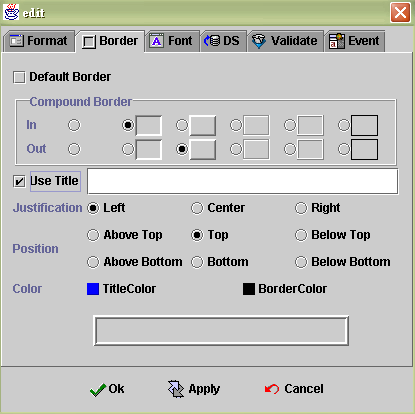 edit
Format Border Font DS Validate Event
Default Border
Compound Border
In
Out
Use Title
Justification Left Center Right
Above Top Top Below Top
Position
Above Bottom Bottom Below Bottom
Color TitleColor BorderColor
Ok Apply Cancel